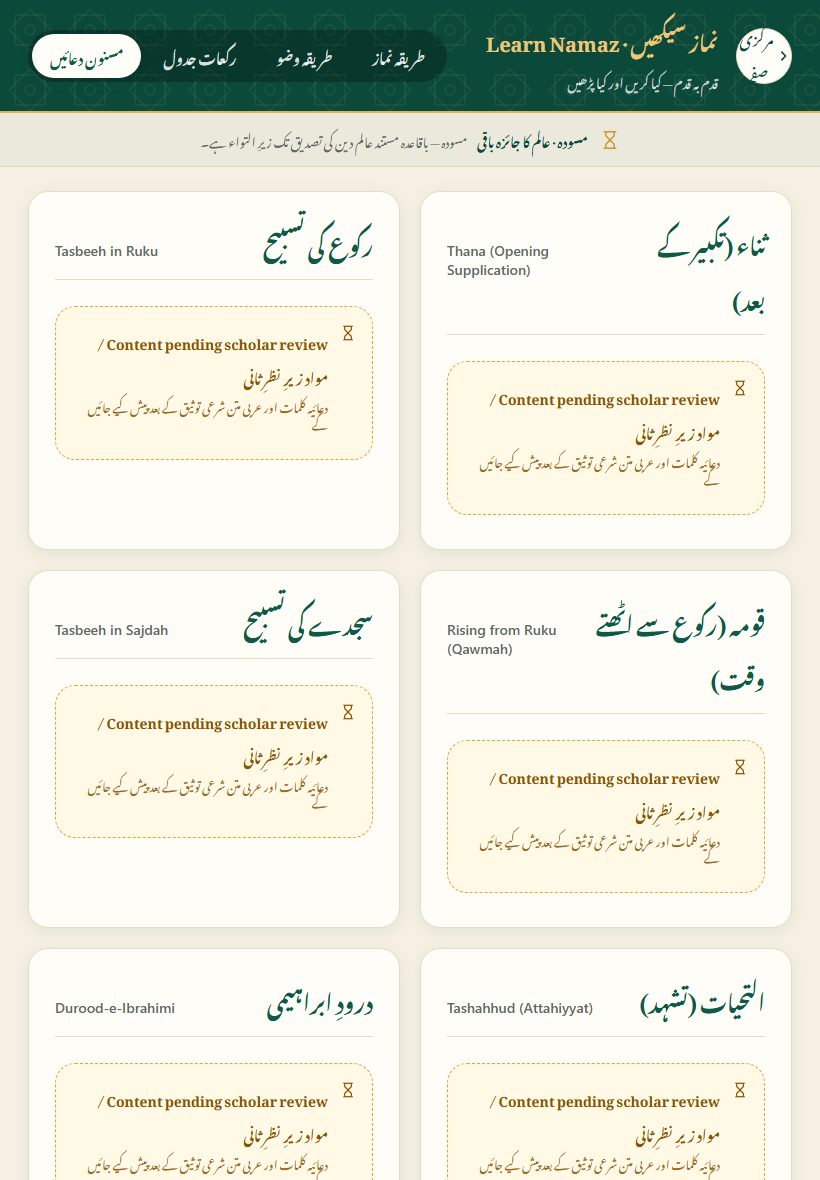 مرکزی
صفحہ
نماز سیکھیں · Learn Namaz
قدم بہ قدم — کیا کریں اور کیا پڑھیں
طریقہ نماز
طریقہ وضو
رکعات جدول
مسنون دعائیں
مسودہ · عالم کا جائزہ باقی مسودہ — باقاعدہ مستند عالم دین کی تصدیق تک زیرِ التواء ہے۔
ثناء (تکبیر کے
بعد)
Thana (Opening
Supplication)
Content pending scholar review /
مواد زیرِ نظرِ ثانی
دعائیہ کلمات اور عربی متن شرعی توثیق کے بعد پیش کیے جائیں
گے
رکوع کی تسبیح
Tasbeeh in Ruku
Content pending scholar review /
مواد زیرِ نظرِ ثانی
دعائیہ کلمات اور عربی متن شرعی توثیق کے بعد پیش کیے جائیں
گے
قومہ (رکوع سے اٹھتے
وقت)
Rising from Ruku
(Qawmah)
Content pending scholar review /
مواد زیرِ نظرِ ثانی
دعائیہ کلمات اور عربی متن شرعی توثیق کے بعد پیش کیے جائیں
گے
سجدے کی تسبیح
Tasbeeh in Sajdah
Content pending scholar review /
مواد زیرِ نظرِ ثانی
دعائیہ کلمات اور عربی متن شرعی توثیق کے بعد پیش کیے جائیں
گے
التحیات (تشہد)
Tashahhud (Attahiyyat)
Content pending scholar review /
مواد زیرِ نظرِ ثانی
دعائیہ کلمات اور عربی متن شرعی توثیق کے بعد پیش کیے جائیں
درودِ ابراہیمی
Durood-e-Ibrahimi
Content pending scholar review /
مواد زیرِ نظرِ ثانی
دعائیہ کلمات اور عربی متن شرعی توثیق کے بعد پیش کیے جائیں